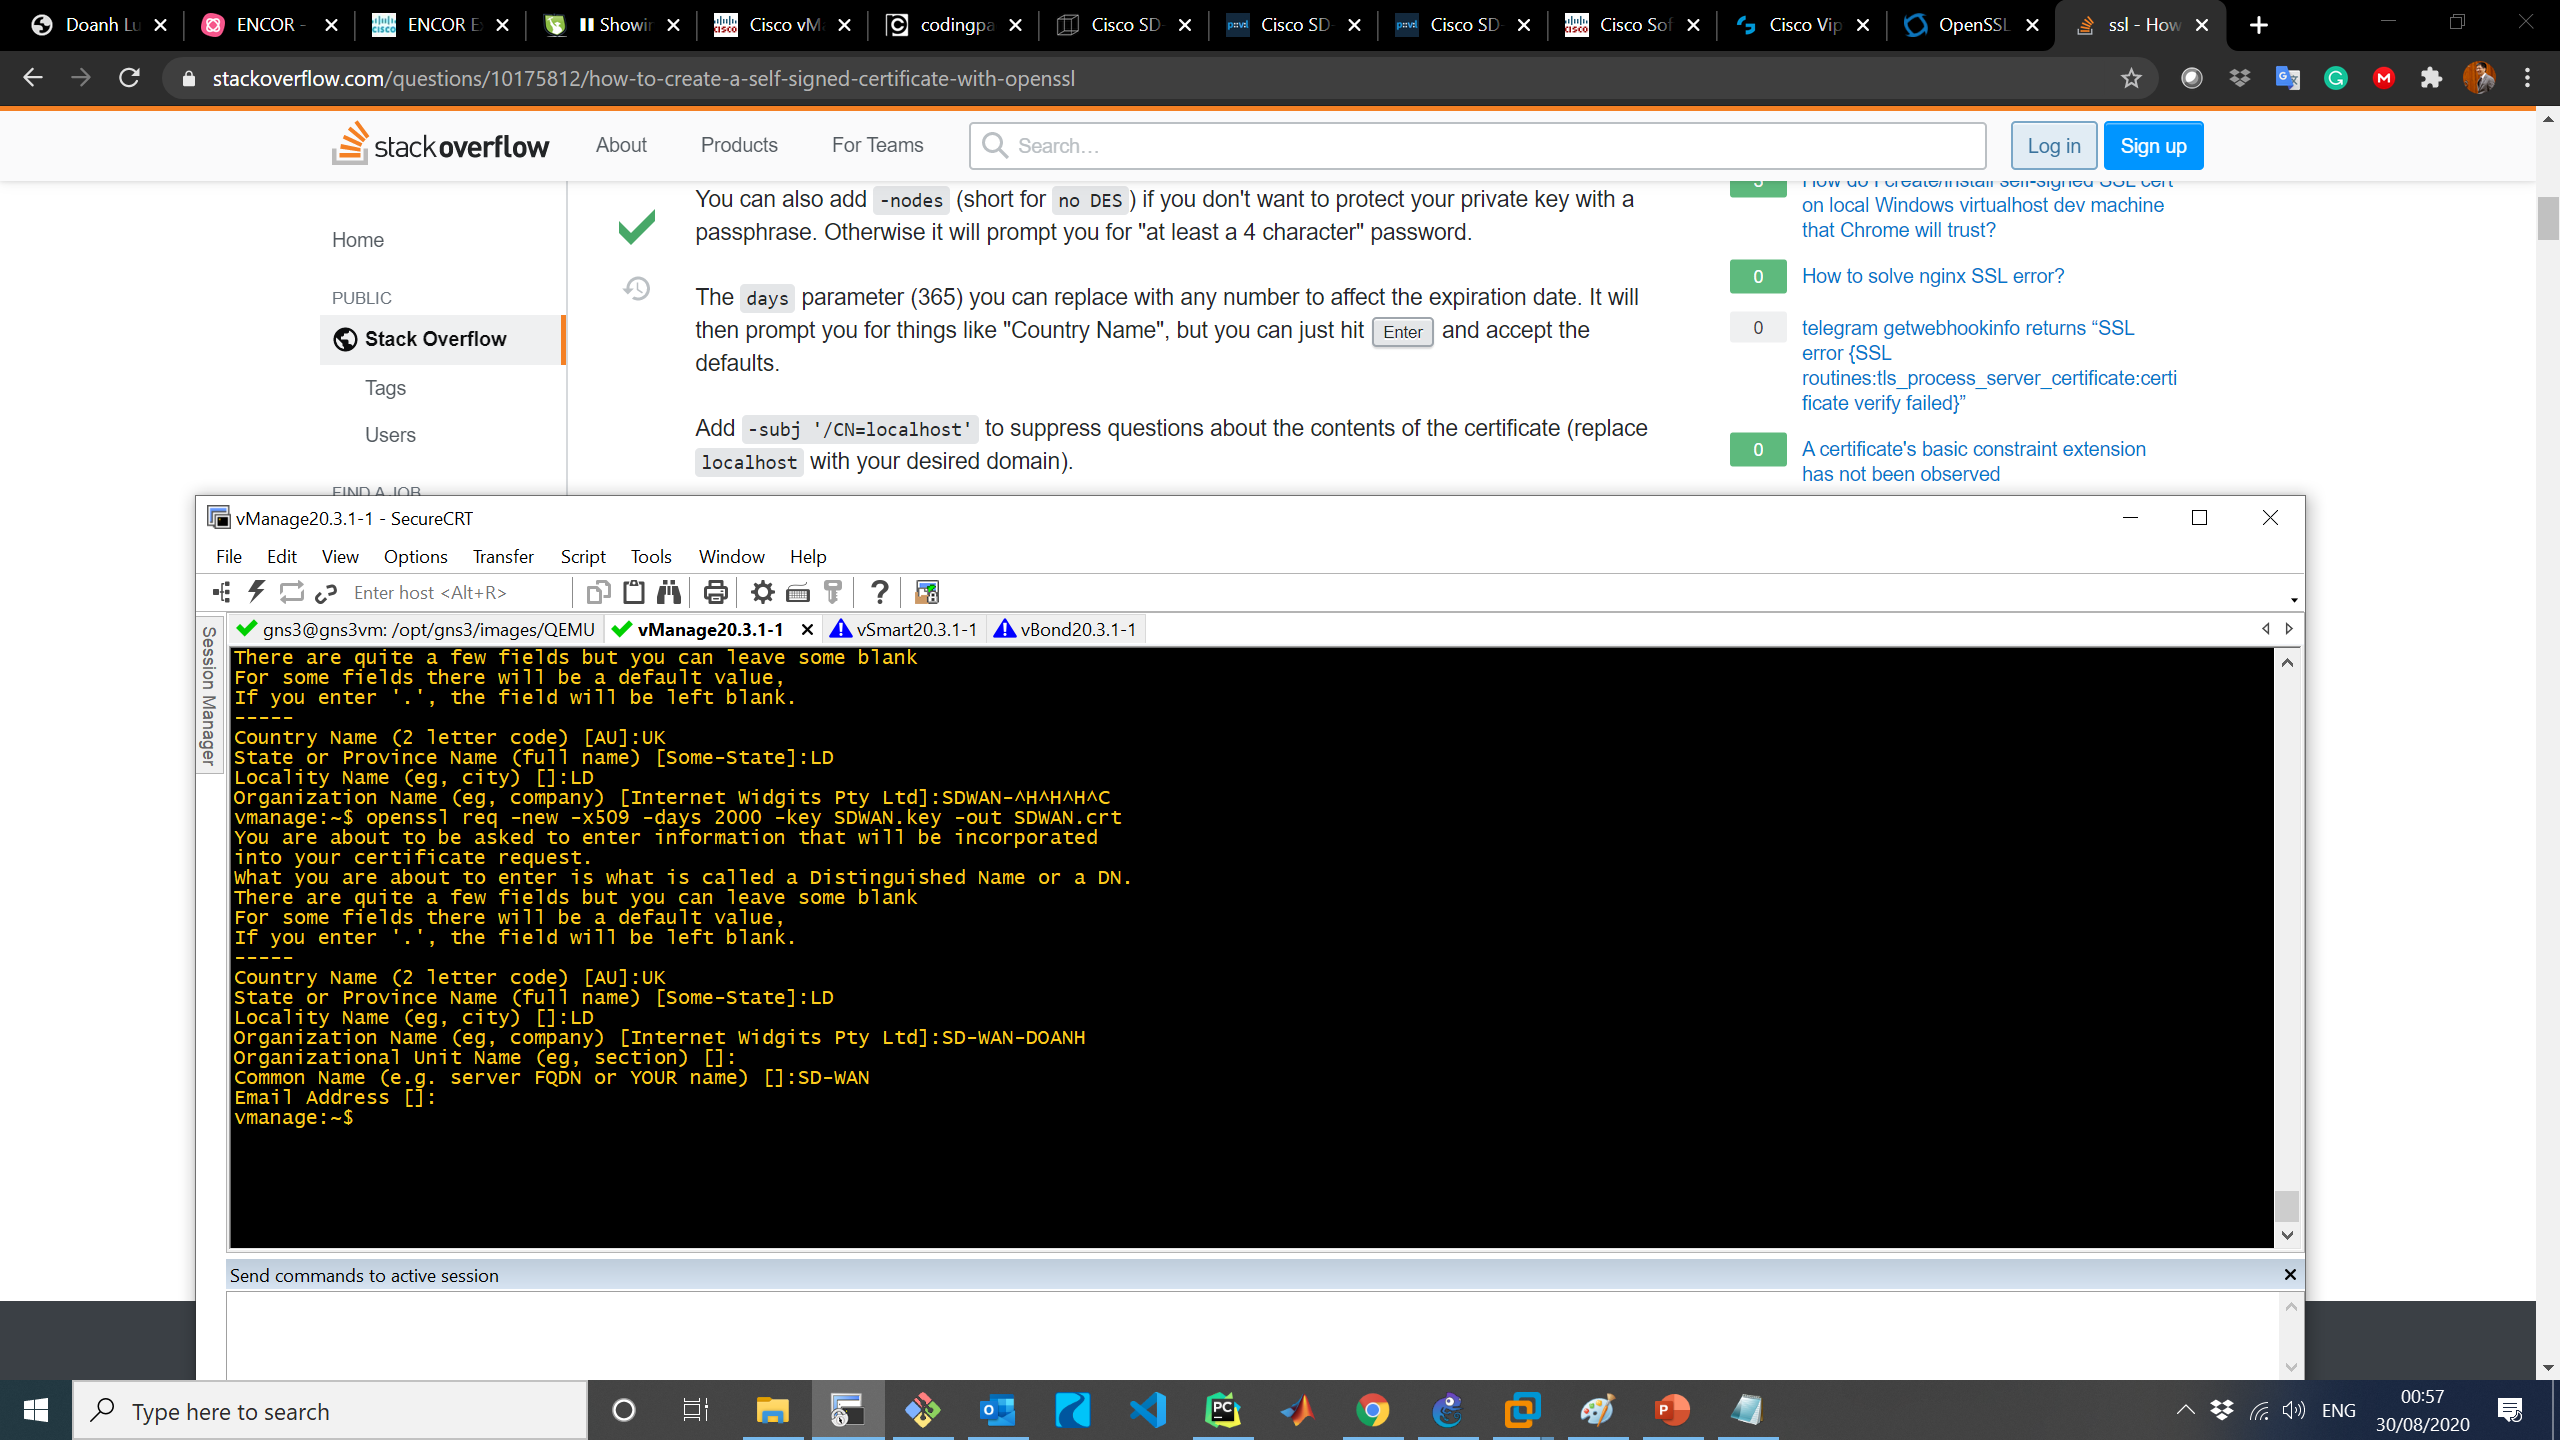 Doanh Lu
ENCOR -
ENCOR E
Showin
Cisco vM
codingpa
Cisco SD-
Cisco SD-
Cisco SD-
Cisco Sof
Cisco Vip
OpenSSL
ssl - How
stackoverflow.com/questions/10175812/how-to-create-a-self-signed-certificate-with-openssl
stackoverflow
About
Products
For Teams
Search…
Log in
Sign up
Home
PUBLIC
Stack Overflow
Tags
Users
FIND A JOB
You can also add -nodes (short for no DES) if you don't want to protect your private key with a
passphrase. Otherwise it will prompt you for "at least a 4 character" password.
The days parameter (365) you can replace with any number to affect the expiration date. It will
then prompt you for things like "Country Name", but you can just hit Enter and accept the
defaults.
Add -subj '/CN=localhost' to suppress questions about the contents of the certificate (replace
localhost with your desired domain).
How do I create/install self-signed SSL cert
on local Windows virtualhost dev machine
that Chrome will trust?
0 How to solve nginx SSL error?
0 telegram getwebhookinfo returns “SSL
error {SSL
routines:tls_process_server_certificate:certi
ficate verify failed}”
0 A certificate's basic constraint extension
has not been observed
vManage20.3.1-1 - SecureCRT
File Edit View Options Transfer Script Tools Window Help
Enter host <Alt+R>
Session Manager
gns3@gns3vm: /opt/gns3/images/QEMU
vManage20.3.1-1
vSmart20.3.1-1
vBond20.3.1-1
There are quite a few fields but you can leave some blank
For some fields there will be a default value,
If you enter '.', the field will be left blank.
-----
Country Name (2 letter code) [AU]:UK
State or Province Name (full name) [Some-State]:LD
Locality Name (eg, city) []:LD
Organization Name (eg, company) [Internet Widgits Pty Ltd]:SDWAN-^H^H^H^C
vmanage:~$ openssl req -new -x509 -days 2000 -key SDWAN.key -out SDWAN.crt
You are about to be asked to enter information that will be incorporated
into your certificate request.
What you are about to enter is what is called a Distinguished Name or a DN.
There are quite a few fields but you can leave some blank
For some fields there will be a default value,
If you enter '.', the field will be left blank.
-----
Country Name (2 letter code) [AU]:UK
State or Province Name (full name) [Some-State]:LD
Locality Name (eg, city) []:LD
Organization Name (eg, company) [Internet Widgits Pty Ltd]:SD-WAN-DOANH
Organizational Unit Name (eg, section) []:
Common Name (e.g. server FQDN or YOUR name) []:SD-WAN
Email Address []:
vmanage:~$
Send commands to active session
Type here to search
ENG
00:57
30/08/2020